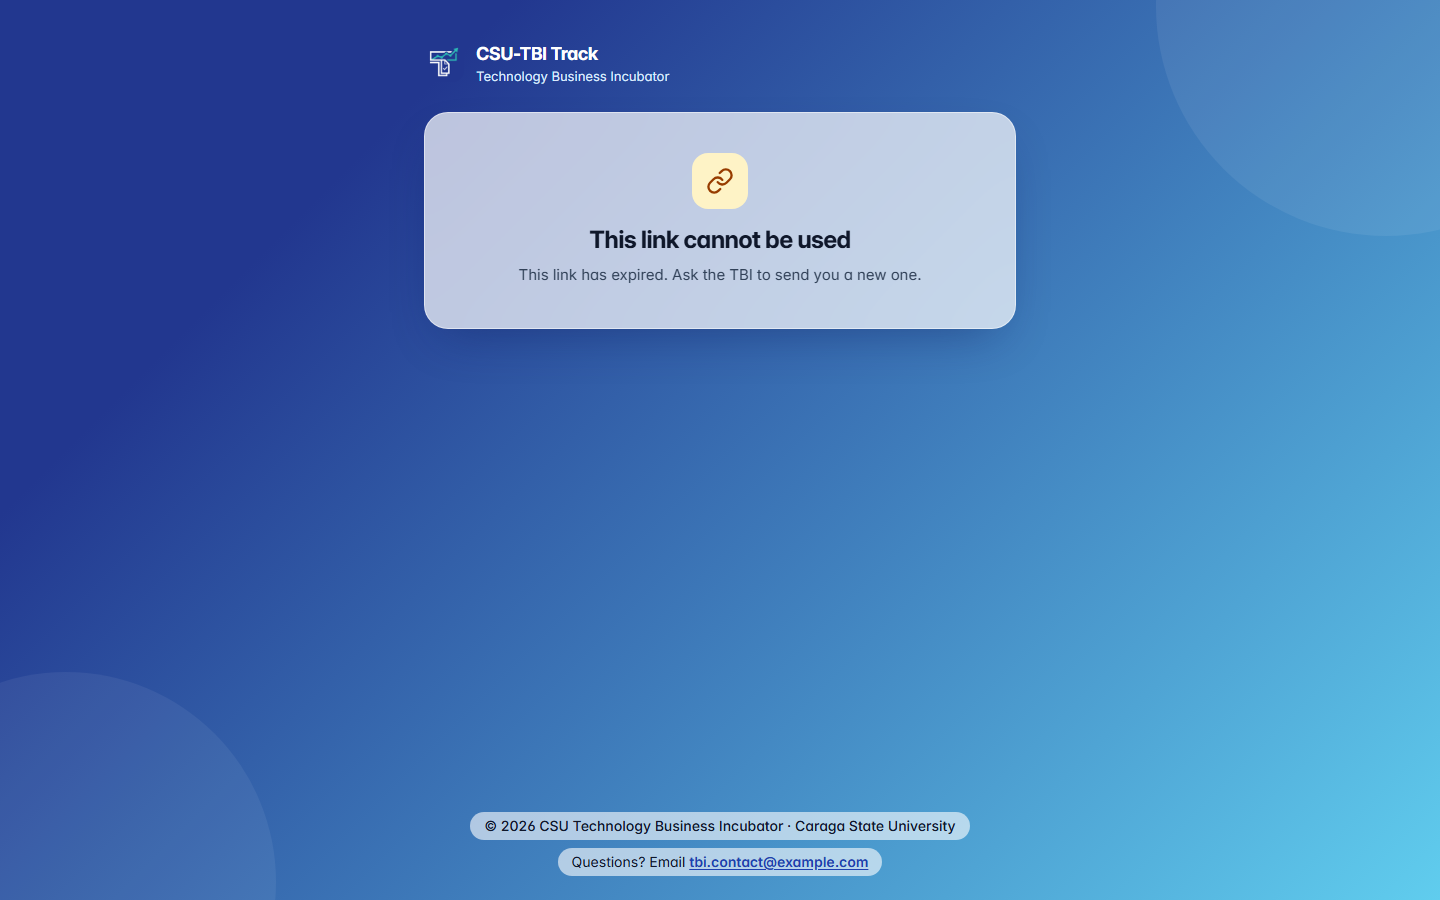 CSU-TBI Track
Technology Business Incubator
This link cannot be used
This link has expired. Ask the TBI to send you a new one.
© 2026 CSU Technology Business Incubator · Caraga State University
Questions? Email tbi.contact@example.com